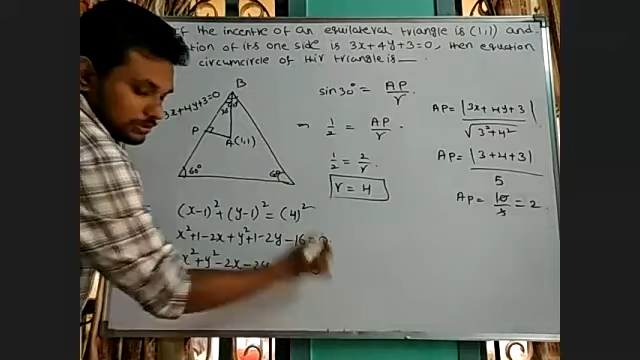 If the incentre of an equilateral triangle is (1,1) and
of its one side is 3x+4y+3=0, then equation
circumcircle of this triangle is
B
3x+4y+3=0
30°
P
A(1,1)
60°
60°
sin30° = AP/r
1/2 = AP/r
1/2 = 2/r
r = 4
AP = |3x+4y+3| / √(3²+4²)
AP = |3+4+3| / 5
AP = 10/5 = 2
(x-1)²+(y-1)² = (4)²
x²+1-2x+y²+1-2y-16=0
x²+y²-2x-2y